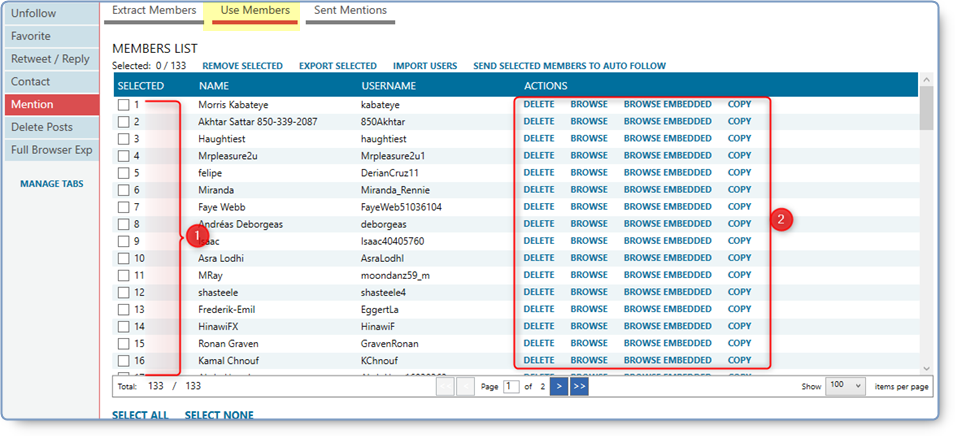 Unfollow
Favorite
Retweet / Reply
Contact
Mention
Delete Posts
Full Browser Exp
MANAGE TABS
Extract Members Use Members Sent Mentions
MEMBERS LIST
Selected: 0 / 133 REMOVE SELECTED EXPORT SELECTED IMPORT USERS SEND SELECTED MEMBERS TO AUTO FOLLOW
SELECTED NAME USERNAME ACTIONS
1 Morris Kabateye kabateye DELETE BROWSE BROWSE EMBEDDED COPY
2 Akhtar Sattar 850-339-2087 850Akhtar DELETE BROWSE BROWSE EMBEDDED COPY
3 Haughtiest haughtiest DELETE BROWSE BROWSE EMBEDDED COPY
4 Mrpleasure2u Mrpleasure2u1 DELETE BROWSE BROWSE EMBEDDED COPY
5 felipe DerianCruz11 DELETE BROWSE BROWSE EMBEDDED COPY
6 Miranda Miranda_Rennie DELETE BROWSE BROWSE EMBEDDED COPY
7 Faye Webb FayeWeb51036104 DELETE BROWSE BROWSE EMBEDDED COPY
8 Andréas Deborgeas deborgeas DELETE BROWSE BROWSE EMBEDDED COPY
9 Isaac Isaac40405760 DELETE BROWSE BROWSE EMBEDDED COPY
10 Asra Lodhi AsraLodhI DELETE BROWSE BROWSE EMBEDDED COPY
11 MRay moondanz59_m DELETE BROWSE BROWSE EMBEDDED COPY
12 shasteele shasteele4 DELETE BROWSE BROWSE EMBEDDED COPY
13 Frederik-Emil EggertLa DELETE BROWSE BROWSE EMBEDDED COPY
14 HinawiFX HinawiF DELETE BROWSE BROWSE EMBEDDED COPY
15 Ronan Graven GravenRonan DELETE BROWSE BROWSE EMBEDDED COPY
16 Kamal Chnouf KChnouf DELETE BROWSE BROWSE EMBEDDED COPY
1
2
Total: 133 / 133 << < Page 1 of 2 > >> Show 100 items per page
SELECT ALL SELECT NONE